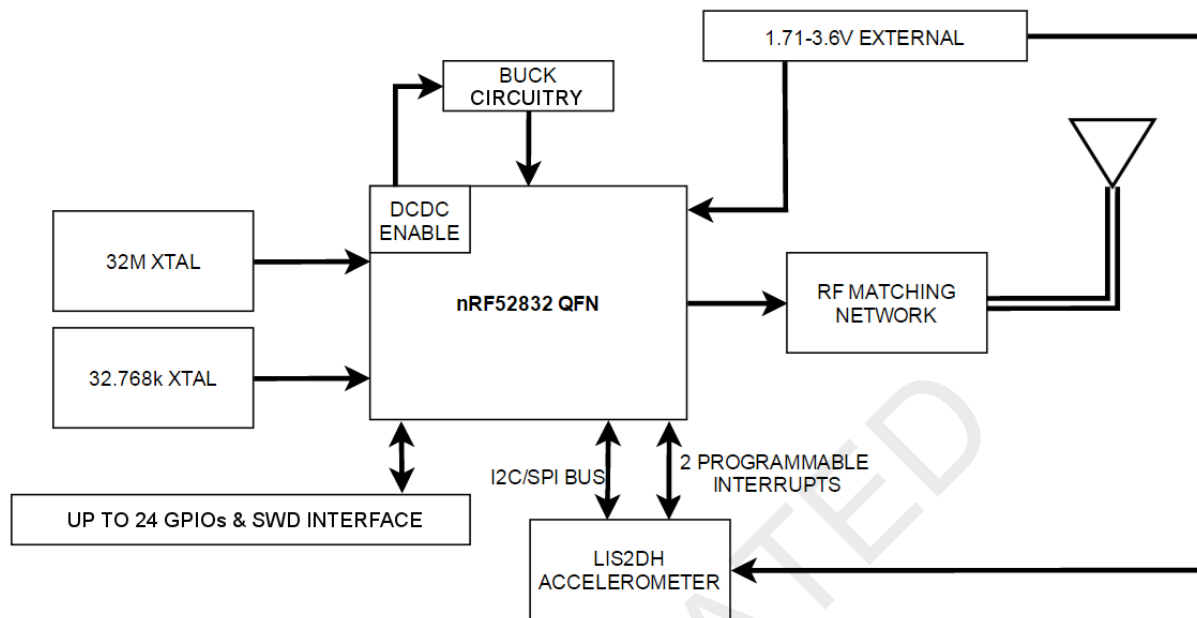 1.71-3.6V EXTERNAL
BUCK
CIRCUITRY
DCDC
ENABLE
32M XTAL
nRF52832 QFN
RF MATCHING
NETWORK
32.768k XTAL
I2C/SPI BUS
2 PROGRAMMABLE
INTERRUPTS
UP TO 24 GPIOs & SWD INTERFACE
LIS2DH
ACCELEROMETER
ATED